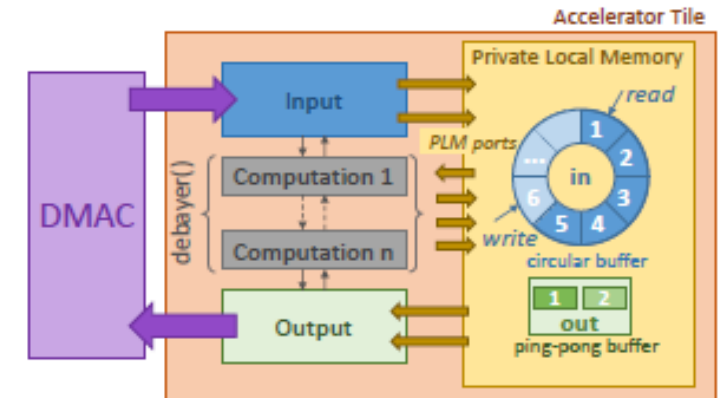 Accelerator Tile
Private Local Memory
DMAC
Input
PLM ports
read
debayer()
Computation 1
Computation n
Output
1
2
3
4
5
6
...
in
write
circular buffer
1 2
out
ping-pong buffer